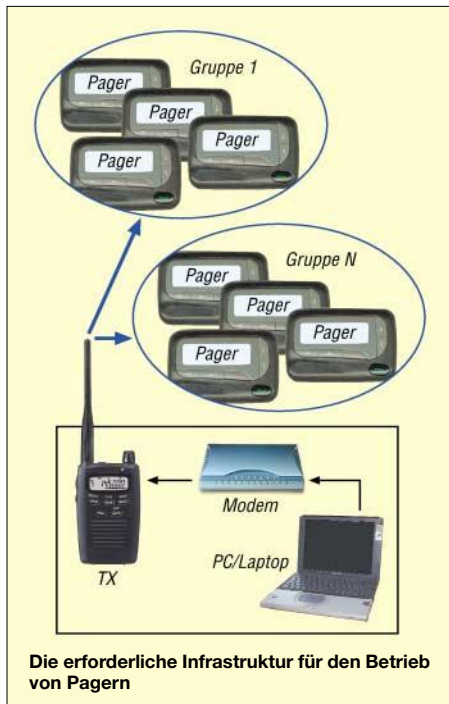 Gruppe 1
Pager
Pager
Pager
Pager
Gruppe N
Pager
Pager
Pager
Pager
TX
Modem
PC/Laptop
Die erforderliche Infrastruktur für den Betrieb
von Pagern